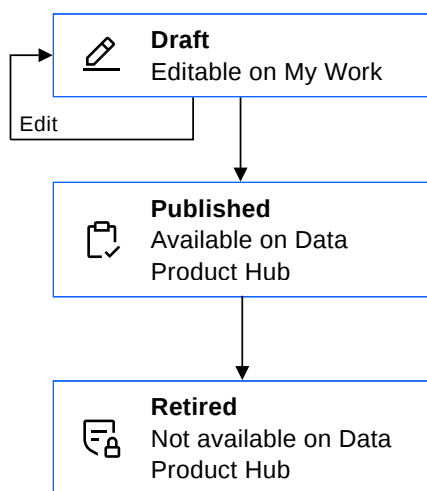 Draft
Editable on My Work
Edit
Published
Available on Data
Product Hub
Retired
Not available on Data
Product Hub